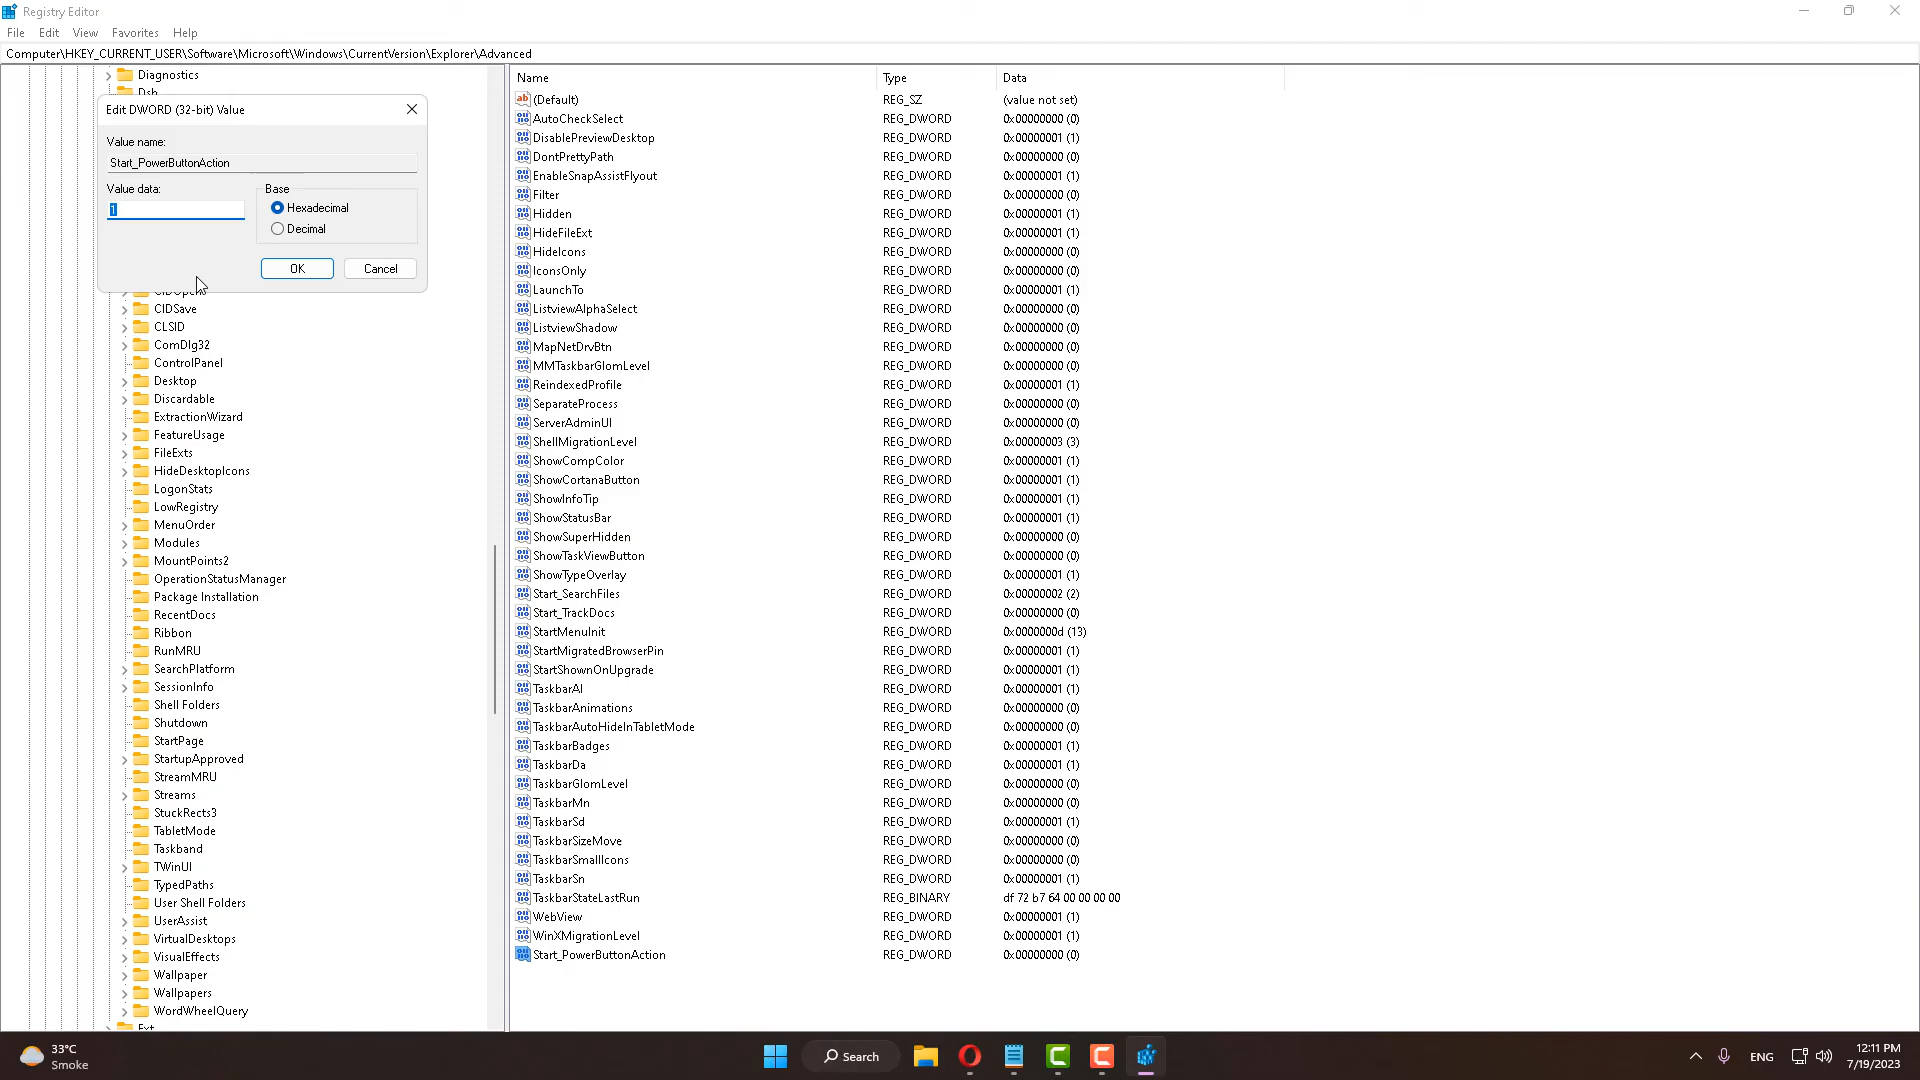 Registry Editor
File Edit View Favorites Help
Computer\HKEY_CURRENT_USER\Software\Microsoft\Windows\CurrentVersion\Explorer\Advanced
Diagnostics
Dsh
Edit DWORD (32-bit) Value
Value name:
Start_PowerButtonAction
Value data:
1
Base
Hexadecimal
Decimal
OK
Cancel
CIDOpen
CIDSave
CLSID
ComDlg32
ControlPanel
Desktop
Discardable
ExtractionWizard
FeatureUsage
FileExts
HideDesktopIcons
LogonStats
LowRegistry
MenuOrder
Modules
MountPoints2
OperationStatusManager
Package Installation
RecentDocs
Ribbon
RunMRU
SearchPlatform
SessionInfo
Shell Folders
Shutdown
StartPage
StartupApproved
StreamMRU
Streams
StuckRects3
TabletMode
Taskband
TWinUI
TypedPaths
User Shell Folders
UserAssist
VirtualDesktops
VisualEffects
Wallpaper
Wallpapers
WordWheelQuery
Ext
Name Type Data
(Default) REG_SZ (value not set)
AutoCheckSelect REG_DWORD 0x00000000 (0)
DisablePreviewDesktop REG_DWORD 0x00000001 (1)
DontPrettyPath REG_DWORD 0x00000000 (0)
EnableSnapAssistFlyout REG_DWORD 0x00000001 (1)
Filter REG_DWORD 0x00000000 (0)
Hidden REG_DWORD 0x00000001 (1)
HideFileExt REG_DWORD 0x00000001 (1)
HideIcons REG_DWORD 0x00000000 (0)
IconsOnly REG_DWORD 0x00000000 (0)
LaunchTo REG_DWORD 0x00000001 (1)
ListviewAlphaSelect REG_DWORD 0x00000000 (0)
ListviewShadow REG_DWORD 0x00000000 (0)
MapNetDrvBtn REG_DWORD 0x00000000 (0)
MMTaskbarGlomLevel REG_DWORD 0x00000000 (0)
ReindexedProfile REG_DWORD 0x00000001 (1)
SeparateProcess REG_DWORD 0x00000000 (0)
ServerAdminUI REG_DWORD 0x00000000 (0)
ShellMigrationLevel REG_DWORD 0x00000003 (3)
ShowCompColor REG_DWORD 0x00000001 (1)
ShowCortanaButton REG_DWORD 0x00000001 (1)
ShowInfoTip REG_DWORD 0x00000001 (1)
ShowStatusBar REG_DWORD 0x00000001 (1)
ShowSuperHidden REG_DWORD 0x00000000 (0)
ShowTaskViewButton REG_DWORD 0x00000000 (0)
ShowTypeOverlay REG_DWORD 0x00000001 (1)
Start_SearchFiles REG_DWORD 0x00000002 (2)
Start_TrackDocs REG_DWORD 0x00000000 (0)
StartMenuInit REG_DWORD 0x0000000d (13)
StartMigratedBrowserPin REG_DWORD 0x00000001 (1)
StartShownOnUpgrade REG_DWORD 0x00000001 (1)
TaskbarAl REG_DWORD 0x00000001 (1)
TaskbarAnimations REG_DWORD 0x00000000 (0)
TaskbarAutoHideInTabletMode REG_DWORD 0x00000000 (0)
TaskbarBadges REG_DWORD 0x00000001 (1)
TaskbarDa REG_DWORD 0x00000001 (1)
TaskbarGlomLevel REG_DWORD 0x00000000 (0)
TaskbarMn REG_DWORD 0x00000000 (0)
TaskbarSd REG_DWORD 0x00000001 (1)
TaskbarSizeMove REG_DWORD 0x00000000 (0)
TaskbarSmallIcons REG_DWORD 0x00000000 (0)
TaskbarSn REG_DWORD 0x00000001 (1)
TaskbarStateLastRun REG_BINARY df 72 b7 64 00 00 00 00
WebView REG_DWORD 0x00000001 (1)
WinXMigrationLevel REG_DWORD 0x00000001 (1)
Start_PowerButtonAction REG_DWORD 0x00000000 (0)
33°C
Smoke
Search
ENG
12:11 PM
7/19/2023